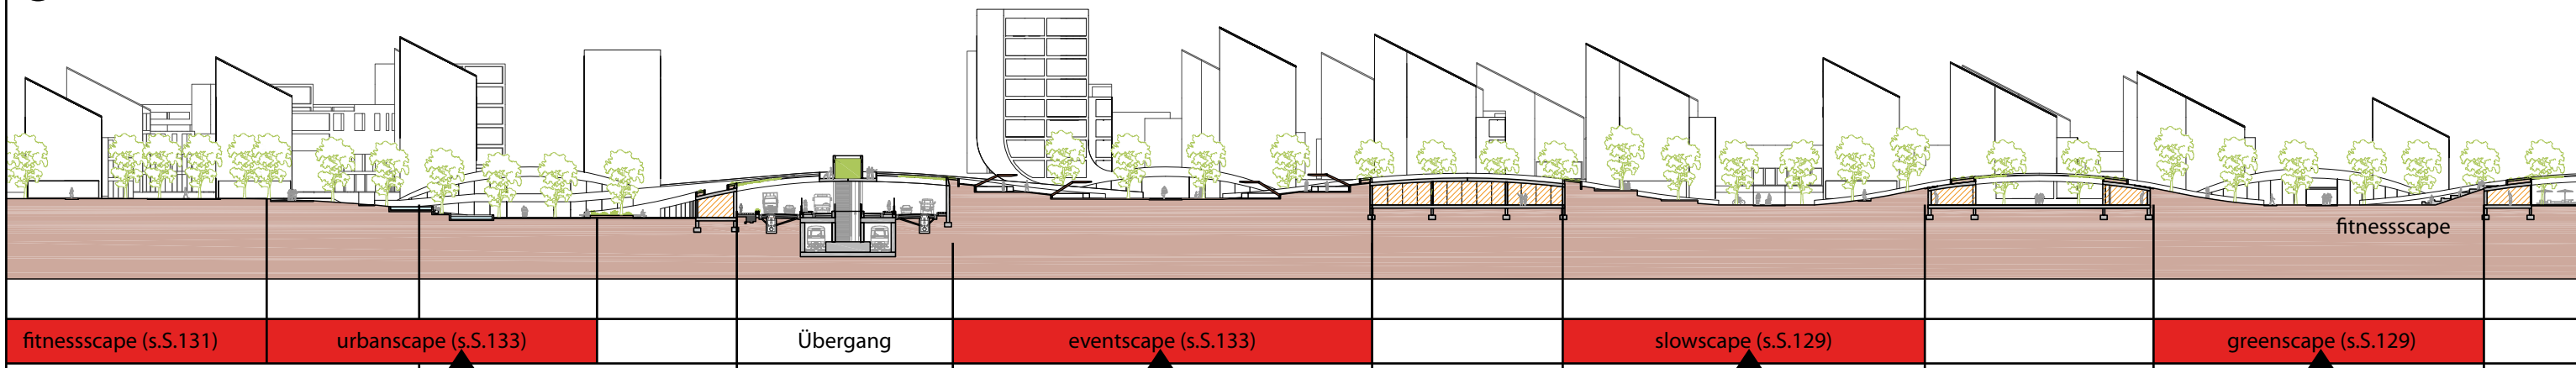 fitnessscape
fitnessscape (s.S.131)
urbanscape (s.S.133)
Übergang
eventscape (s.S.133)
slowscape (s.S.129)
greenscape (s.S.129)